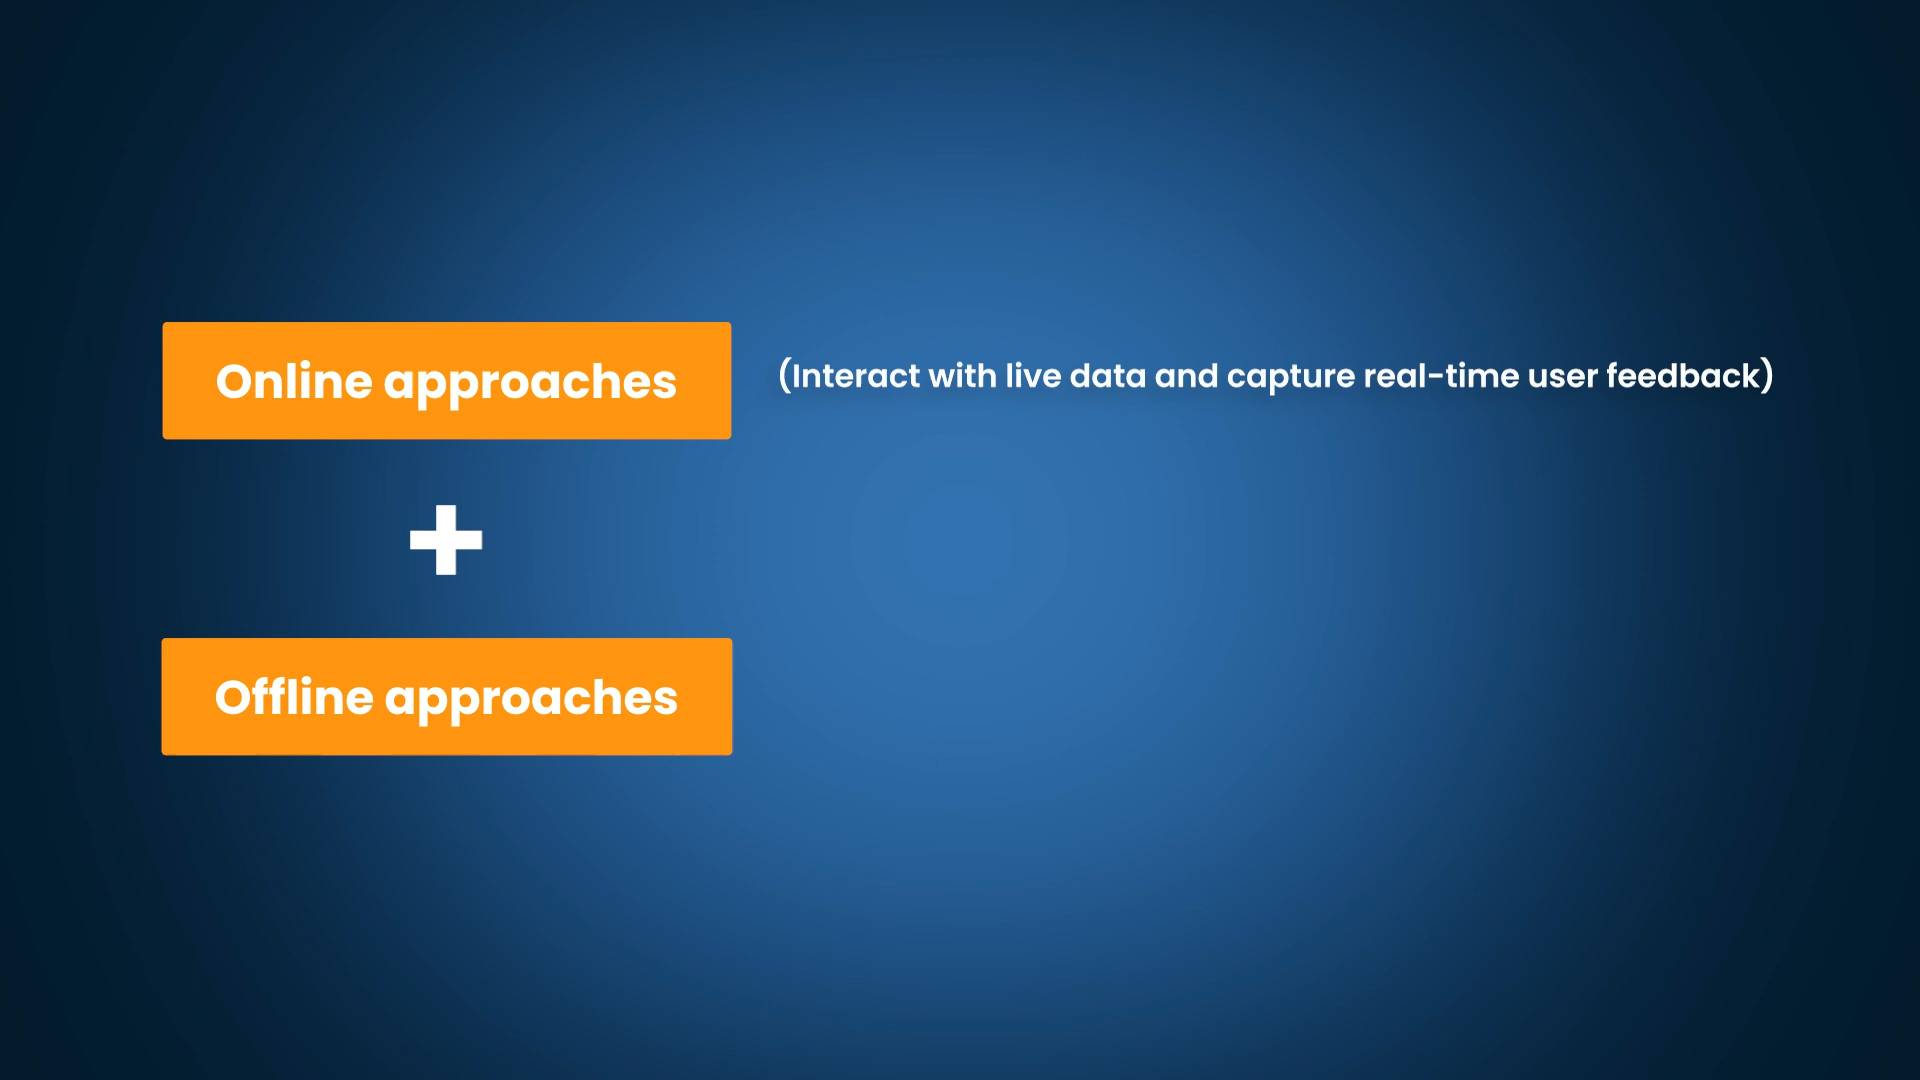 Online approaches
(Interact with live data and capture real-time user feedback)
+
Offline approaches